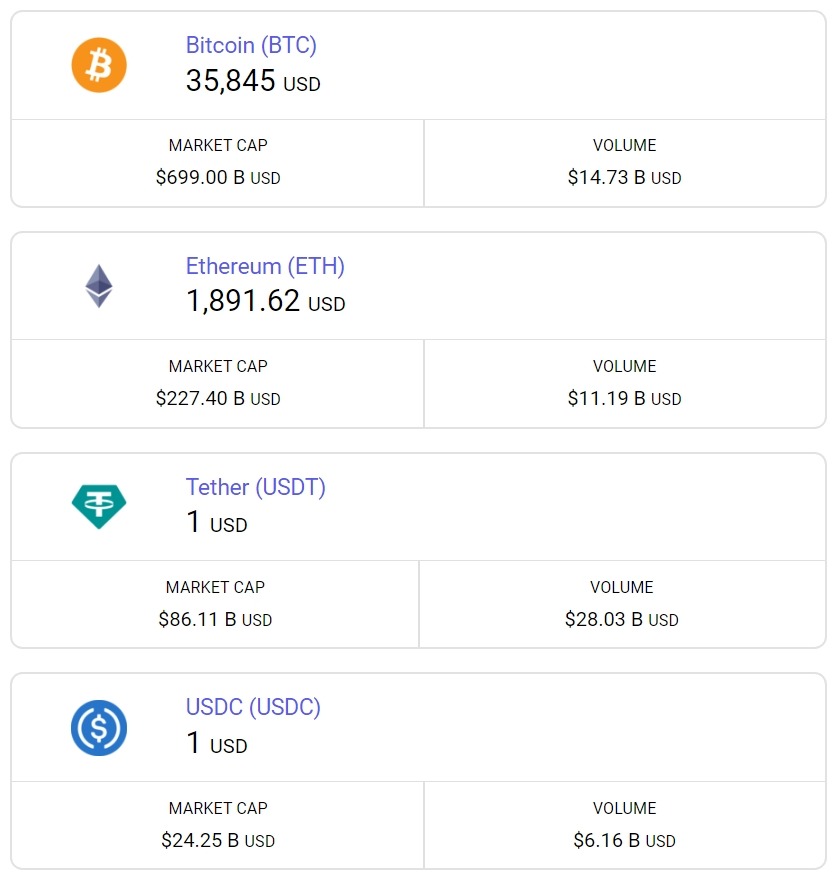 Bitcoin (BTC)
35,845 USD
MARKET CAP VOLUME
$699.00 B USD $14.73 B USD
Ethereum (ETH)
1,891.62 USD
MARKET CAP VOLUME
$227.40 B USD $11.19 B USD
Tether (USDT)
1 USD
MARKET CAP VOLUME
$86.11 B USD $28.03 B USD
USDC (USDC)
1 USD
MARKET CAP VOLUME
$24.25 B USD $6.16 B USD